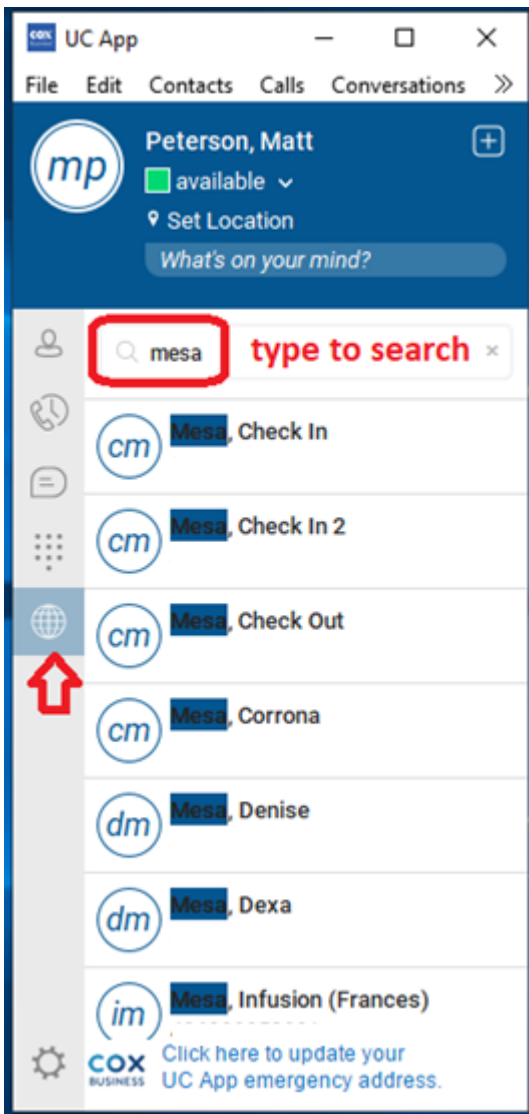 COX UC App
File Edit Contacts Calls Conversations »
mp
Peterson, Matt
available
Set Location
What's on your mind?
mesa type to search ×
cm Mesa, Check In
cm Mesa, Check In 2
cm Mesa, Check Out
cm Mesa, Corrona
dm Mesa, Denise
dm Mesa, Dexa
im Mesa, Infusion (Frances)
COX
BUSINESS
Click here to update your
UC App emergency address.